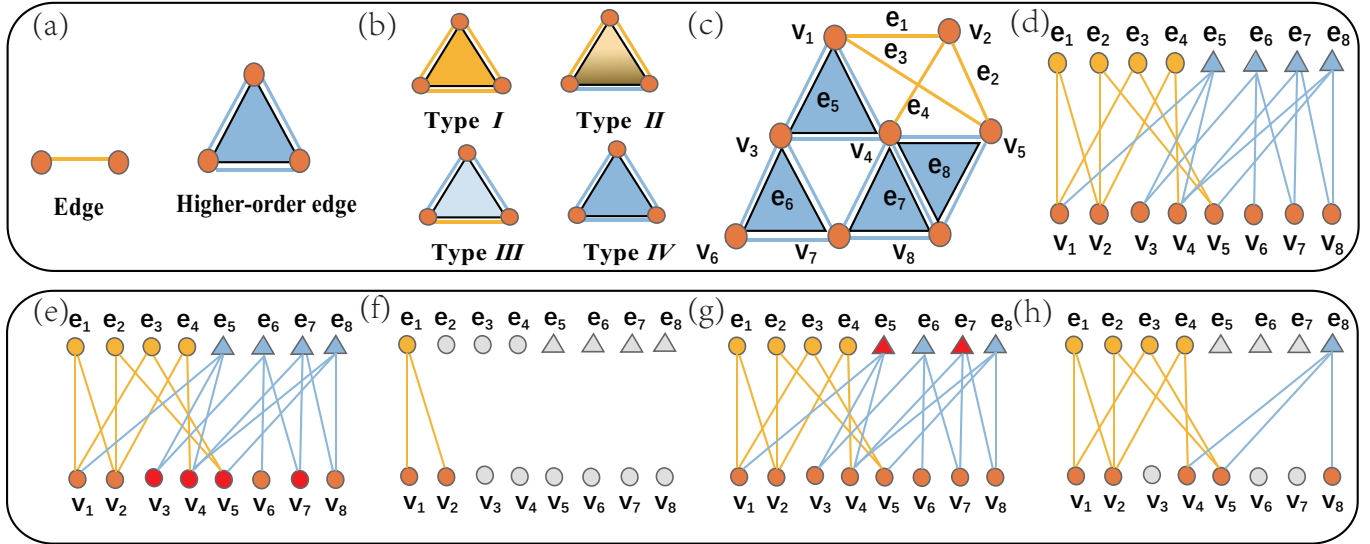 (a)
Edge
Higher-order edge
(b)
Type I
Type II
Type III
Type IV
(c)
v1 e1 v2
e3
e2
e4
e5
v3 v4 v5
e8
e6 e7
v6 v7 v8
(d)
e1 e2 e3 e4 e5 e6 e7 e8
v1 v2 v3 v4 v5 v6 v7 v8
(e)
e1 e2 e3 e4 e5 e6 e7 e8
v1 v2 v3 v4 v5 v6 v7 v8
(f)
e1 e2 e3 e4 e5 e6 e7 e8
v1 v2 v3 v4 v5 v6 v7 v8
(g)
e1 e2 e3 e4 e5 e6 e7 e8
v1 v2 v3 v4 v5 v6 v7 v8
(h)
e1 e2 e3 e4 e5 e6 e7 e8
v1 v2 v3 v4 v5 v6 v7 v8